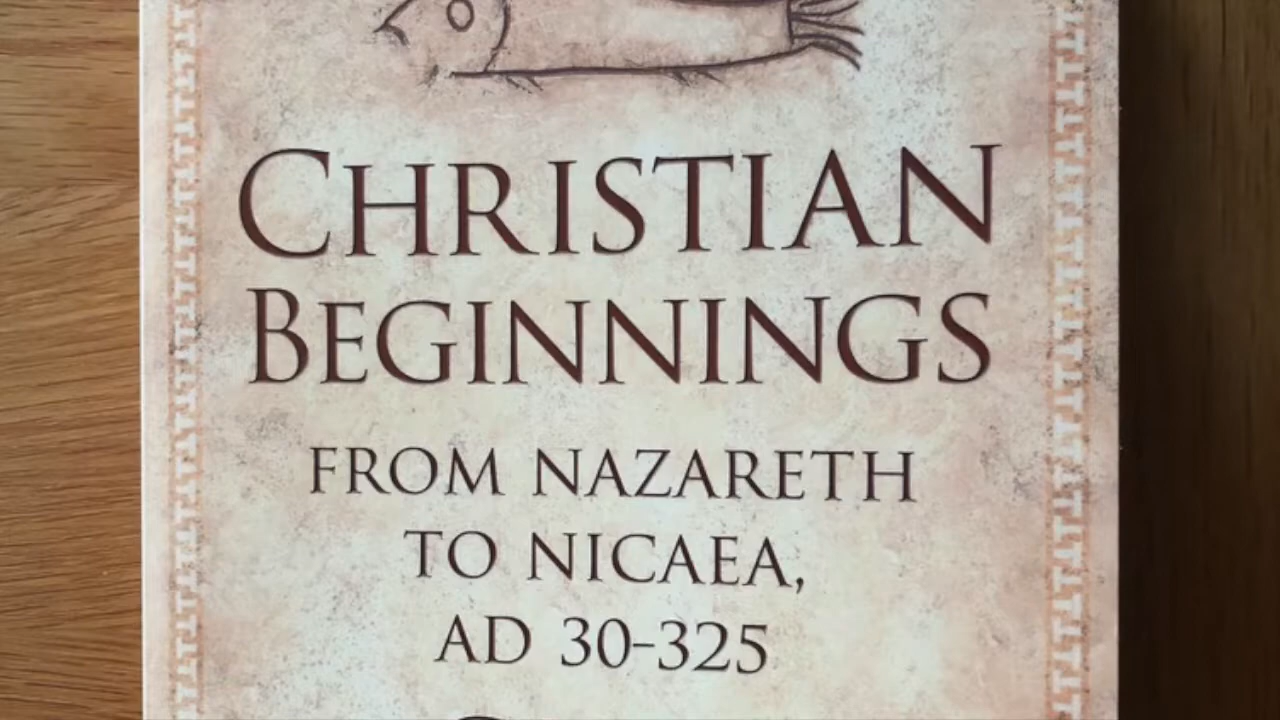 CHRISTIAN
BEGINNINGS
FROM NAZARETH
TO NICAEA,
AD 30-325